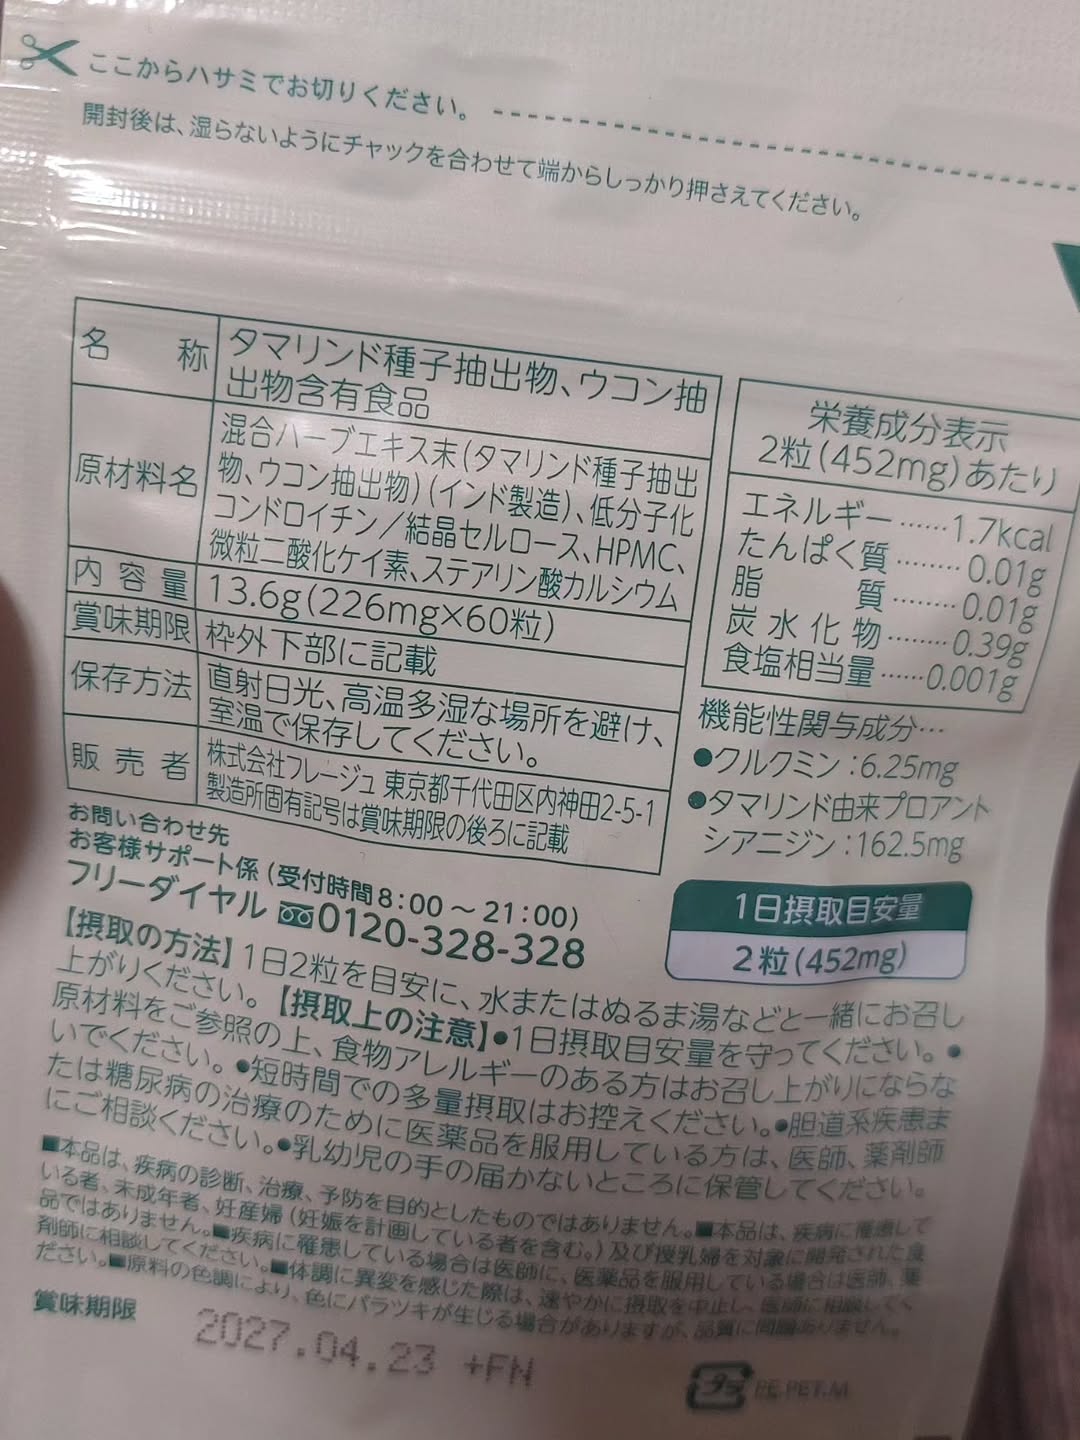 ここからハサミでお切りください。
開封後は、湿らないようにチャックを合わせて端からしっかり押さえてください。
名 称
タマリンド種子抽出物、ウコン抽
出物含有食品
原材料名
混合ハーブエキス末(タマリンド種子抽出
物、ウコン抽出物)(インド製造)、低分子化
コンドロイチン/結晶セルロース、HPMC、
微粒二酸化ケイ素、ステアリン酸カルシウム
内 容 量
13.6g(226mg×60粒)
賞味期限
枠外下部に記載
保存方法
直射日光、高温多湿な場所を避け、
室温で保存してください。
販 売 者
株式会社フレージュ 東京都千代田区内神田2-5-1
製造所固有記号は賞味期限の後ろに記載
栄養成分表示
2粒(452mg)あたり
エネルギー……1.7kcal
たんぱく質………0.01g
脂 質………0.01g
炭水化物………0.39g
食塩相当量……0.001g
機能性関与成分…
●クルクミン:6.25mg
●タマリンド由来プロアント
シアニジン:162.5mg
1日摂取目安量
2粒(452mg)
お問い合わせ先
お客様サポート係(受付時間8:00～21:00)
フリーダイヤル 0120-328-328
【摂取の方法】1日2粒を目安に、水またはぬるま湯などと一緒にお召し
上がりください。【摂取上の注意】●1日摂取目安量を守ってください。●
原材料をご参照の上、食物アレルギーのある方はお召し上がりにならな
いでください。●短時間での多量摂取はお控えください。●胆道系疾患ま
たは糖尿病の治療のために医薬品を服用している方は、医師、薬剤師
にご相談ください。●乳幼児の手の届かないところに保管してください。
■本品は、疾病の診断、治療、予防を目的としたものではありません。■本品は、疾病に罹患して
いる者、未成年者、妊産婦(妊娠を計画している者を含む。)及び授乳婦を対象に開発された食
品ではありません。■疾病に罹患している場合は医師に、医薬品を服用している場合は医師、薬
剤師に相談してください。■体調に異変を感じた際は、速やかに摂取を中止し、医師に相談してく
ださい。■原料の色調により、色にバラツキが生じる場合がありますが、品質に問題ありません。
賞味期限
2027.04.23 +FN
プラ PE,PET,M